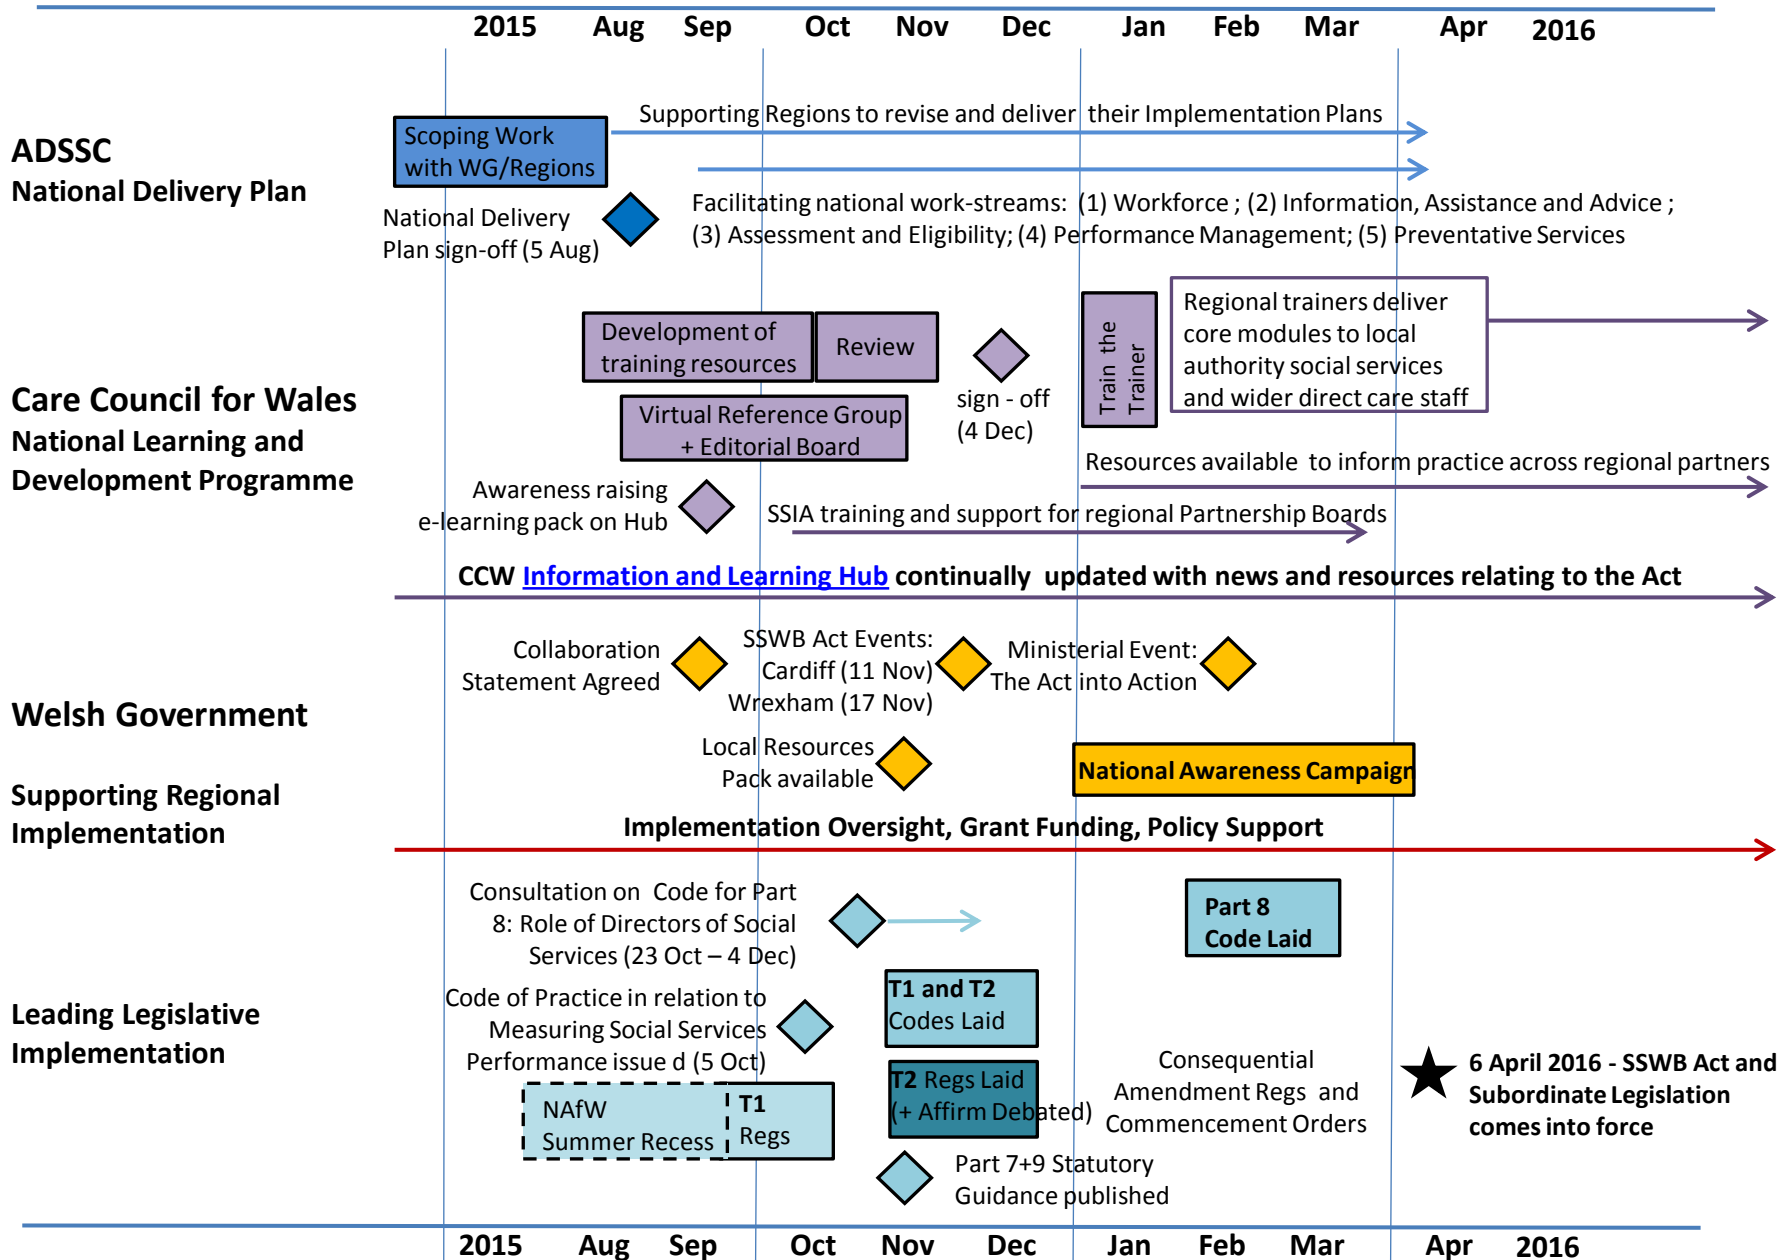 2015 Aug Sep Oct Nov Dec Jan Feb Mar Apr 2016
ADSSC
National Delivery Plan
Scoping Work
with WG/Regions
Supporting Regions to revise and deliver their Implementation Plans
National Delivery
Plan sign-off (5 Aug)
Facilitating national work-streams: (1) Workforce ; (2) Information, Assistance and Advice ;
(3) Assessment and Eligibility; (4) Performance Management; (5) Preventative Services
Care Council for Wales
National Learning and
Development Programme
Development of
training resources
Review
Virtual Reference Group
+ Editorial Board
sign - off
(4 Dec)
Train the
Trainer
Regional trainers deliver
core modules to local
authority social services
and wider direct care staff
Awareness raising
e-learning pack on Hub
Resources available to inform practice across regional partners
SSIA training and support for regional Partnership Boards
CCW Information and Learning Hub continually updated with news and resources relating to the Act
Welsh Government
Supporting Regional
Implementation
Collaboration
Statement Agreed
SSWB Act Events:
Cardiff (11 Nov)
Wrexham (17 Nov)
Ministerial Event:
The Act into Action
Local Resources
Pack available
National Awareness Campaign
Implementation Oversight, Grant Funding, Policy Support
Leading Legislative
Implementation
Consultation on Code for Part
8: Role of Directors of Social
Services (23 Oct – 4 Dec)
Part 8
Code Laid
Code of Practice in relation to
Measuring Social Services
Performance issue d (5 Oct)
T1 and T2
Codes Laid
NAfW
Summer Recess
T1
Regs
T2 Regs Laid
(+ Affirm Debated)
Consequential
Amendment Regs and
Commencement Orders
6 April 2016 - SSWB Act and
Subordinate Legislation
comes into force
Part 7+9 Statutory
Guidance published
2015 Aug Sep Oct Nov Dec Jan Feb Mar Apr 2016